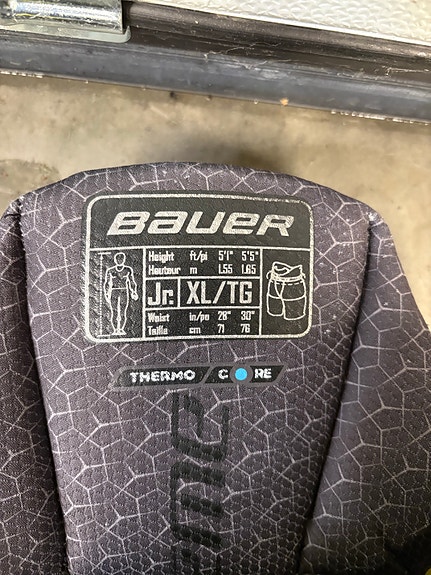 BAUER
Height ft/pi 5'1" 5'5"
Hauteur m 1.55 1.65
Jr. XL/TG
Waist in/po 28" 30"
Taille cm 71 76
THERMO CORE